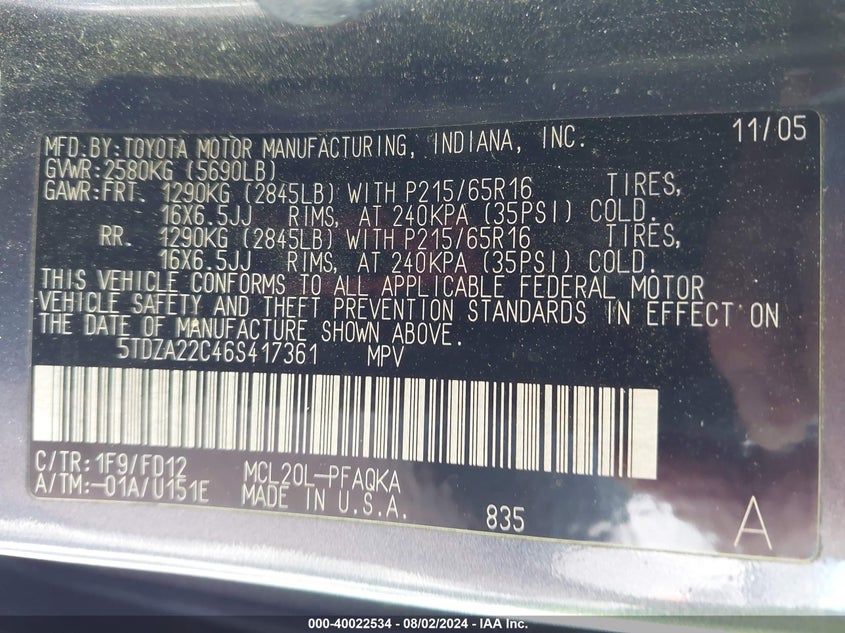 MFD.BY:TOYOTA MOTOR MANUFACTURING, INDIANA, INC. 11/05
GVWR:2580KG (5690LB)
GAWR:FRT. 1290KG (2845LB) WITH P215/65R16 TIRES,
16X6.5JJ RIMS, AT 240KPA (35PSI) COLD.
RR. 1290KG (2845LB) WITH P215/65R16 TIRES,
16X6.5JJ RIMS, AT 240KPA (35PSI) COLD.
THIS VEHICLE CONFORMS TO ALL APPLICABLE FEDERAL MOTOR
VEHICLE SAFETY AND THEFT PREVENTION STANDARDS IN EFFECT ON
THE DATE OF MANUFACTURE SHOWN ABOVE.
5TDZA22C46S417361 MPV
C/TR:1F9/FD12 MCL20L-PFAQKA
A/TM:-01A/U151E MADE IN U.S.A.
835 A
000-40022534 - 08/02/2024 - IAA Inc.